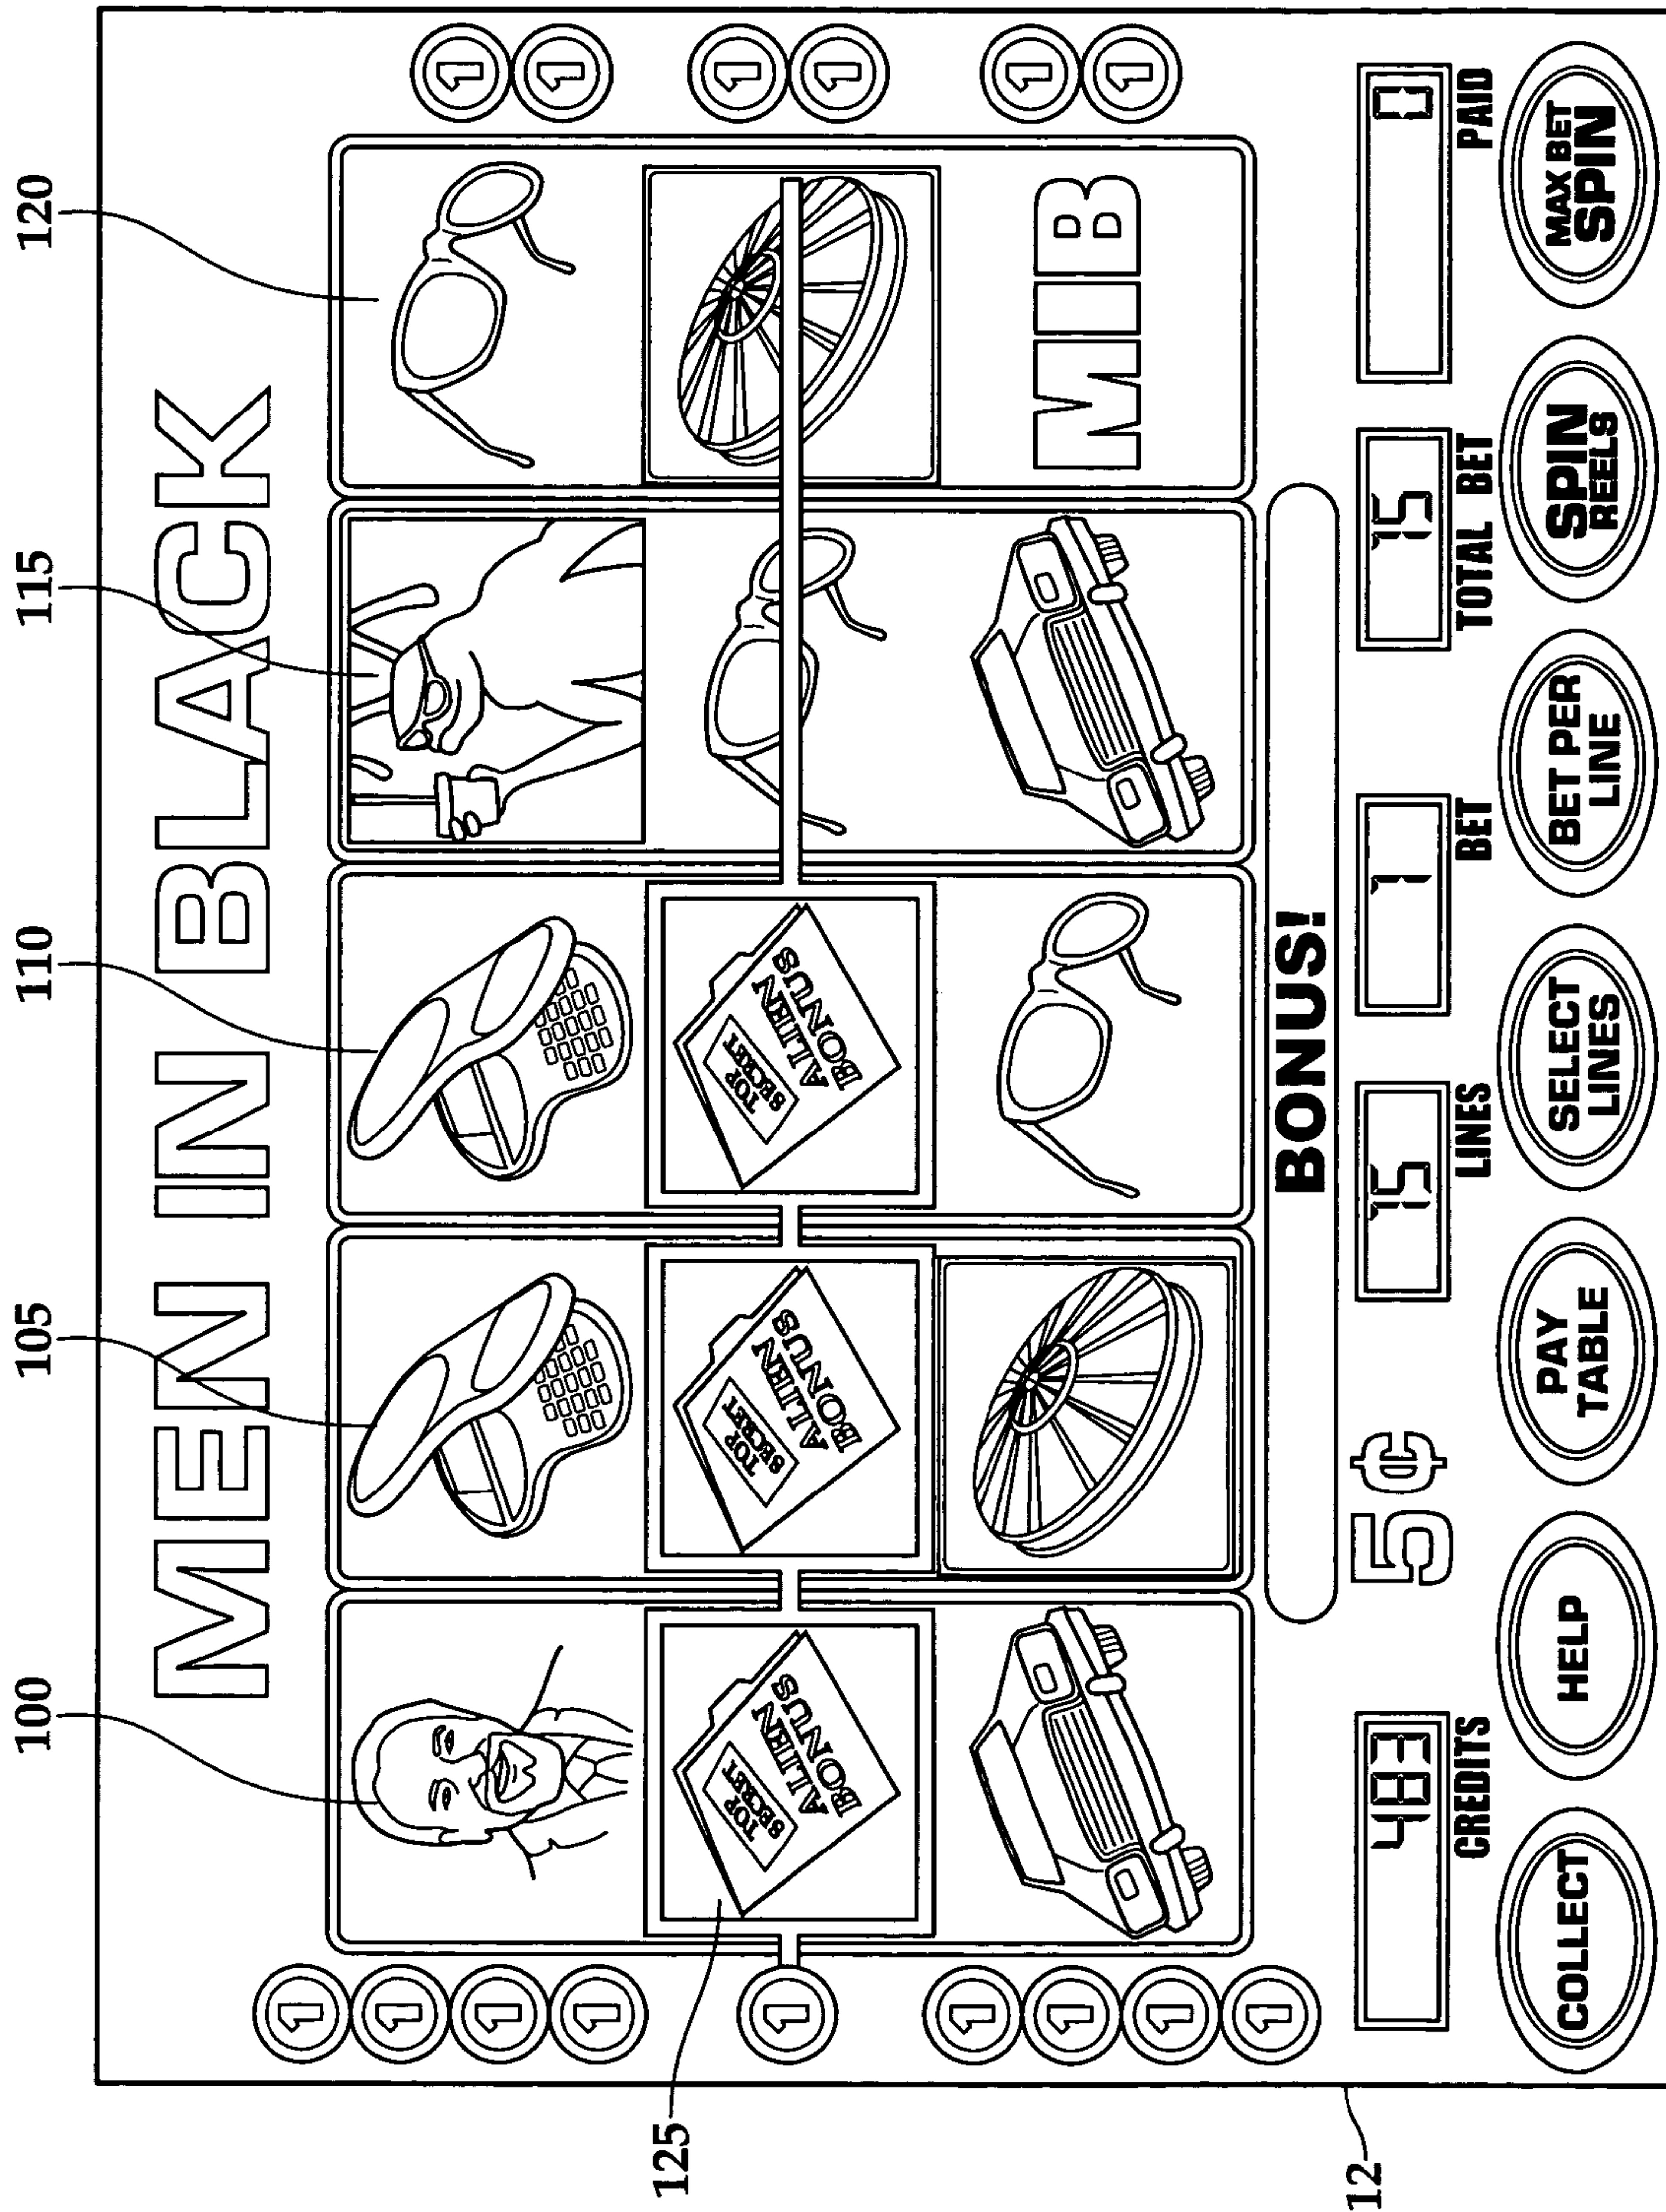 100 105 110 115 120
MEN IN BLACK
1
1
1
1
1
1
1
1
1
125
TOP SECRET
ALIEN
BONUS
TOP SECRET
ALIEN
BONUS
TOP SECRET
ALIEN
BONUS
MIB
1
1
1
1
1
1
BONUS!
12
483
CREDITS
5¢
15
LINES
1
BET
15
TOTAL BET
0
PAID
COLLECT
HELP
PAY
TABLE
SELECT
LINES
BET PER
LINE
SPIN
REELS
MAX BET
SPIN